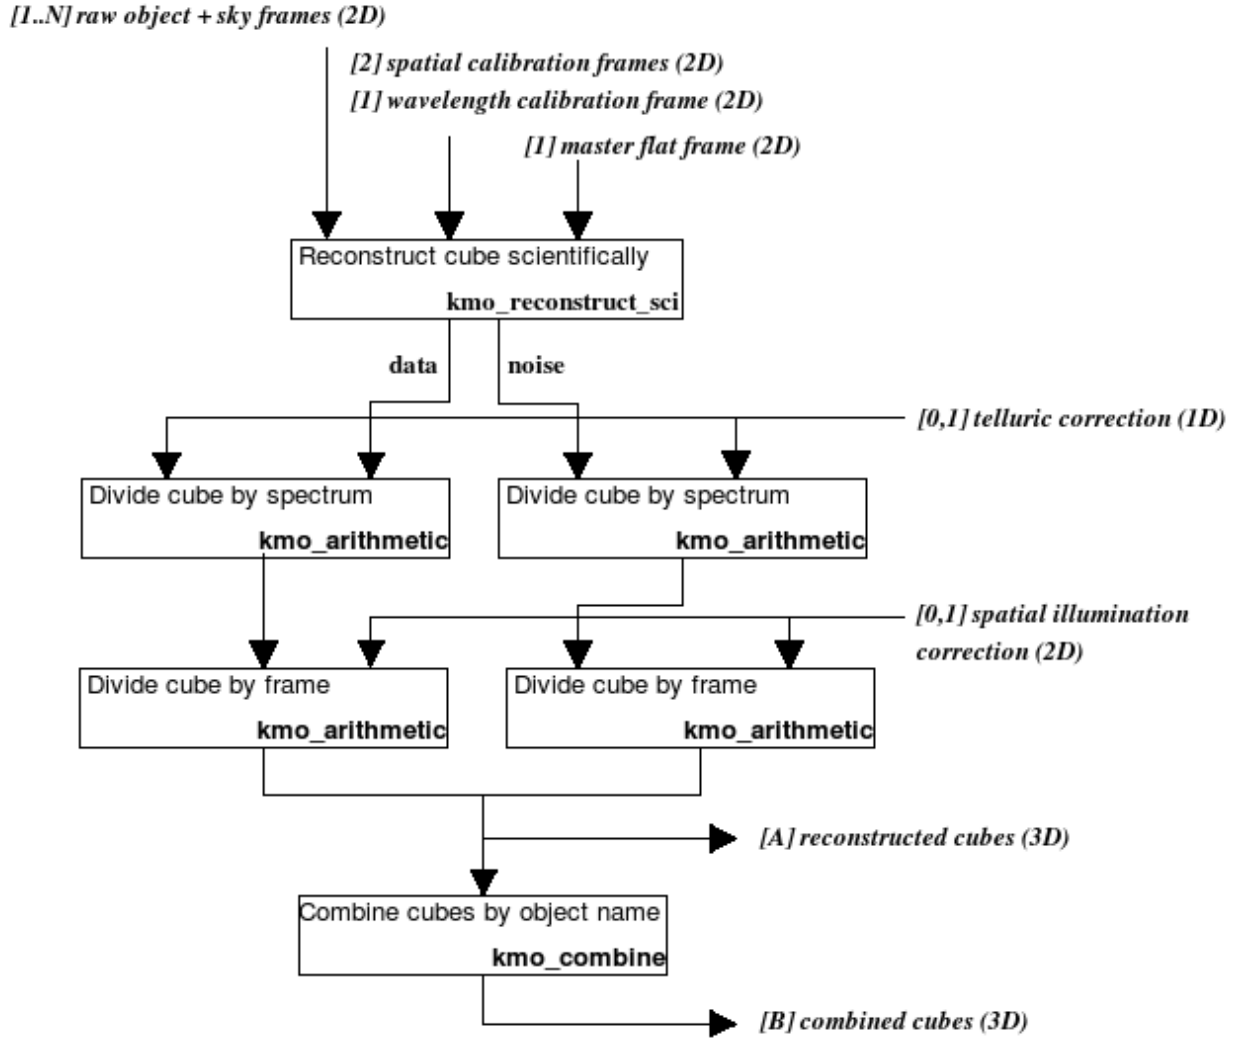 [1..N] raw object + sky frames (2D)
[2] spatial calibration frames (2D)
[1] wavelength calibration frame (2D)
[1] master flat frame (2D)
Reconstruct cube scientifically
kmo_reconstruct_sci
data
noise
[0,1] telluric correction (1D)
Divide cube by spectrum
kmo_arithmetic
Divide cube by spectrum
kmo_arithmetic
[0,1] spatial illumination
correction (2D)
Divide cube by frame
kmo_arithmetic
Divide cube by frame
kmo_arithmetic
[A] reconstructed cubes (3D)
Combine cubes by object name
kmo_combine
[B] combined cubes (3D)